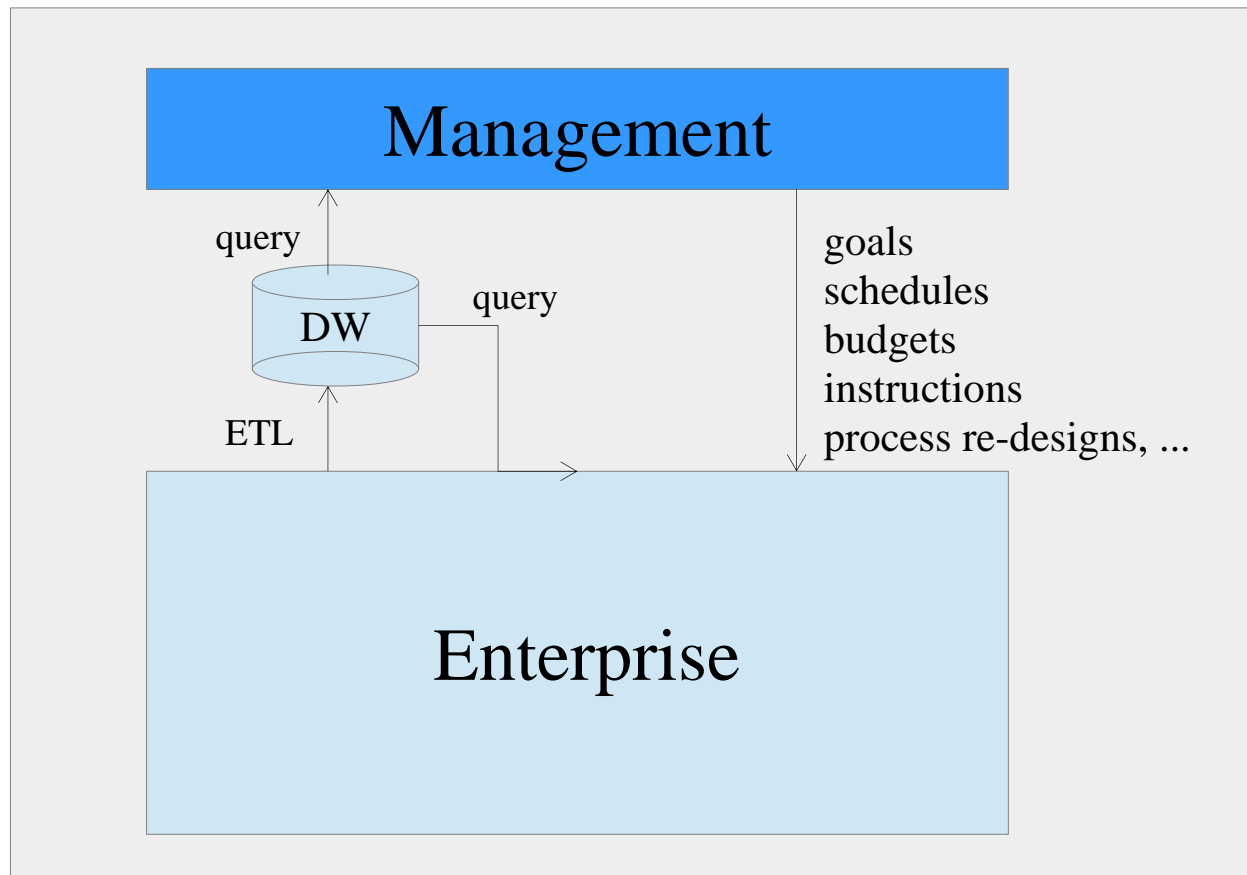 Management
query
goals
schedules
budgets
instructions
process re-designs, ...
query
DW
ETL
Enterprise